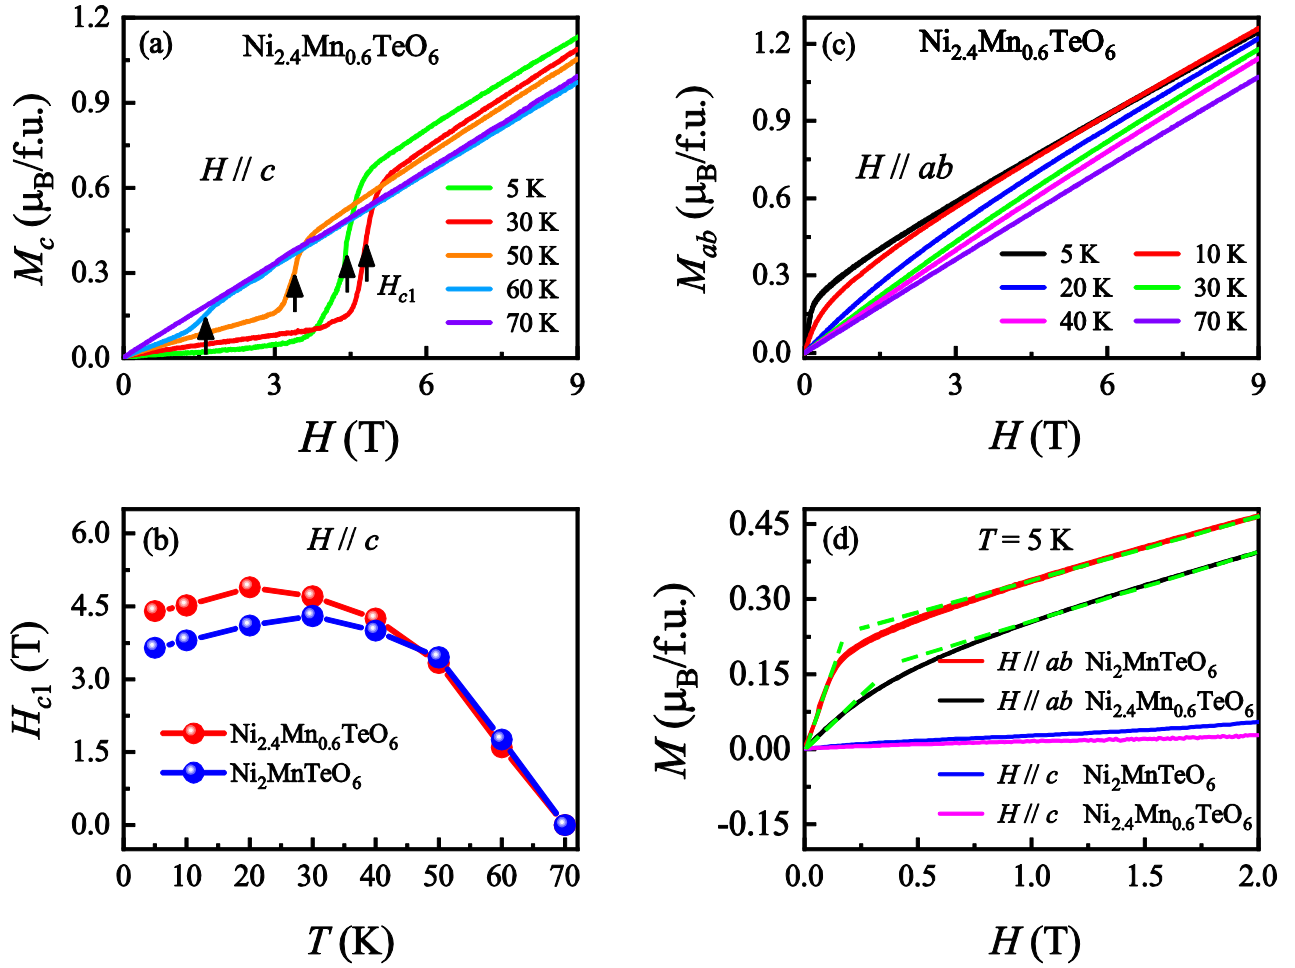 (a)
Ni2.4Mn0.6TeO6
H // c
1.2
0.9
0.6
0.3
0.0
Mc (μB/f.u.)
5 K
30 K
50 K
60 K
70 K
Hc1
0 3 6 9
H (T)
(c)
Ni2.4Mn0.6TeO6
H // ab
1.2
0.9
0.6
0.3
0.0
Mab (μB/f.u.)
5 K 10 K
20 K 30 K
40 K 70 K
0 3 6 9
H (T)
(b)
H // c
6.0
4.5
3.0
1.5
0.0
Hc1 (T)
Ni2.4Mn0.6TeO6
Ni2MnTeO6
0 10 20 30 40 50 60 70
T (K)
(d)
T = 5 K
0.45
0.30
0.15
0.00
-0.15
M (μB/f.u.)
H // ab Ni2MnTeO6
H // ab Ni2.4Mn0.6TeO6
H // c Ni2MnTeO6
H // c Ni2.4Mn0.6TeO6
0.0 0.5 1.0 1.5 2.0
H (T)